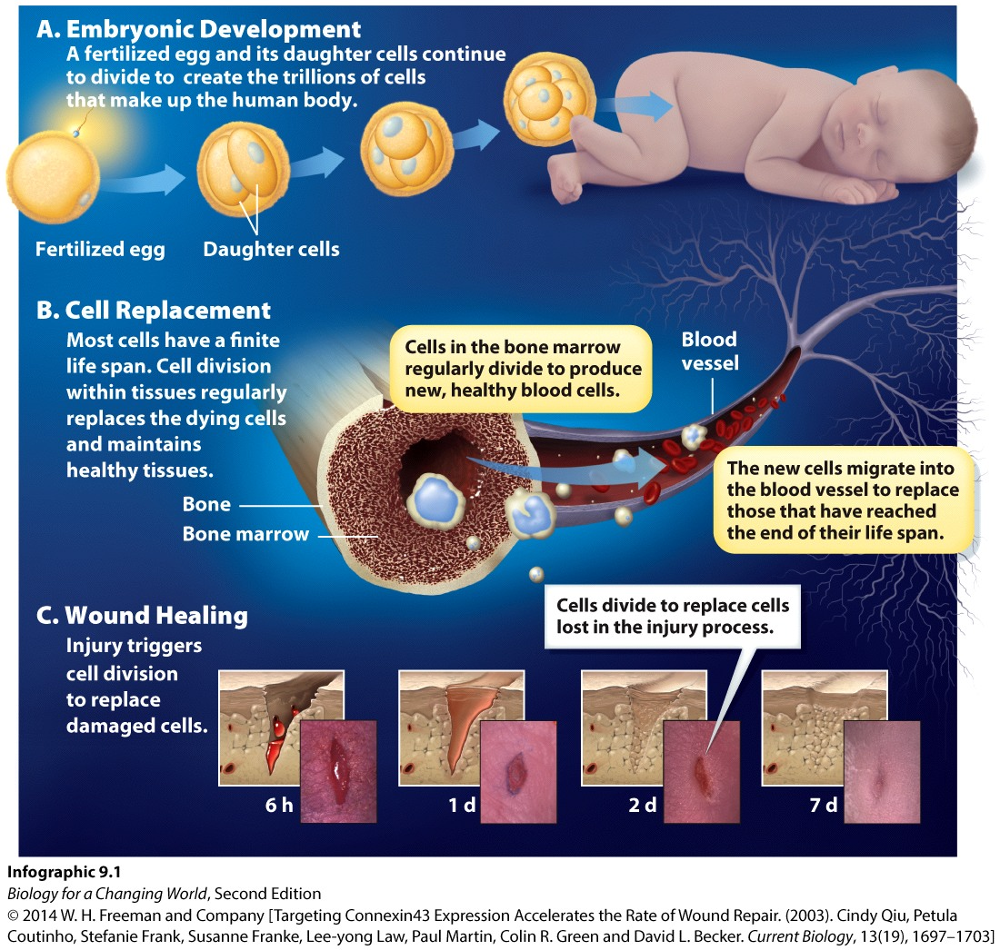 A. Embryonic Development
A fertilized egg and its daughter cells continue
to divide to create the trillions of cells
that make up the human body.
Fertilized egg
Daughter cells
B. Cell Replacement
Most cells have a finite
life span. Cell division
within tissues regularly
replaces the dying cells
and maintains
healthy tissues.
Cells in the bone marrow
regularly divide to produce
new, healthy blood cells.
Blood
vessel
The new cells migrate into
the blood vessel to replace
those that have reached
the end of their life span.
Bone
Bone marrow
C. Wound Healing
Injury triggers
cell division
to replace
damaged cells.
Cells divide to replace cells
lost in the injury process.
6 h
1 d
2 d
7 d
Infographic 9.1
Biology for a Changing World, Second Edition
© 2014 W. H. Freeman and Company [Targeting Connexin43 Expression Accelerates the Rate of Wound Repair. (2003). Cindy Qiu, Petula
Coutinho, Stefanie Frank, Susanne Franke, Lee-yong Law, Paul Martin, Colin R. Green and David L. Becker. Current Biology, 13(19), 1697–1703]